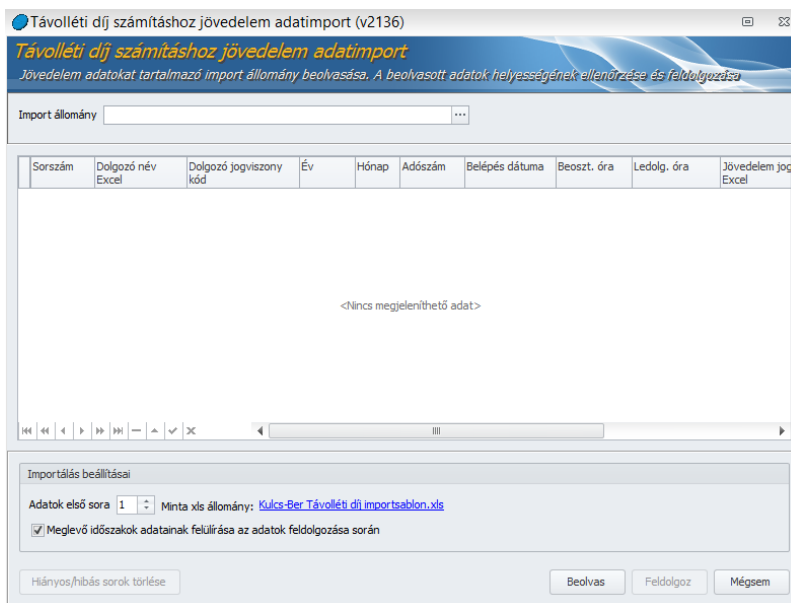 Távolléti díj számításhoz jövedelem adatimport (v2136)
Távolléti díj számításhoz jövedelem adatimport
Jövedelem adatokat tartalmazó import állomány beolvasása. A beolvasott adatok helyességének ellenőrzése és feldolgozása
Import állomány
Sorszám Dolgozó név Excel Dolgozó jogviszony kód Év Hónap Adószám Belépés dátuma Beoszt. óra Ledolg. óra Jövedelem jog Excel
<Nincs megjeleníthető adat>
Importálás beállításai
Adatok első sora 1 Minta xls állomány: Kulcs-Ber Távolléti díj importsablon.xls
Meglevő időszakok adatainak felülírása az adatok feldolgozása során
Hiányos/hibás sorok törlése Beolvas Feldolgoz Mégsem